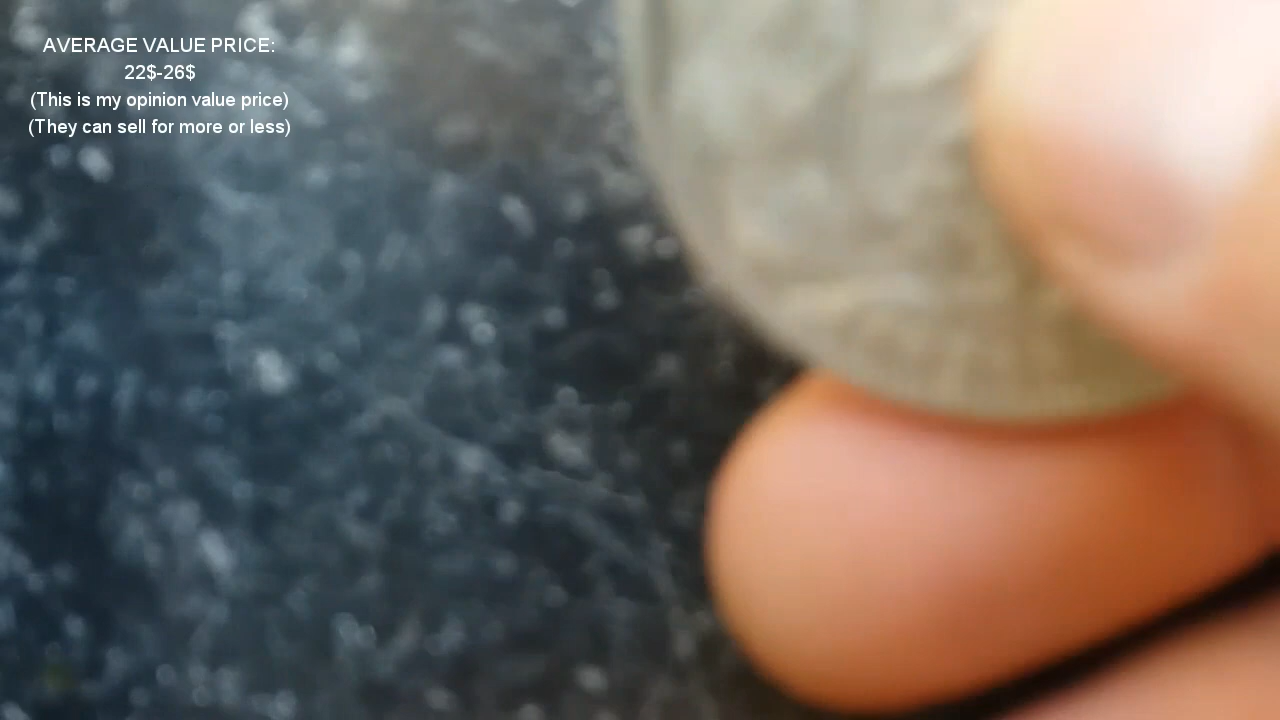 AVERAGE VALUE PRICE:
22$-26$
(This is my opinion value price)
(They can sell for more or less)